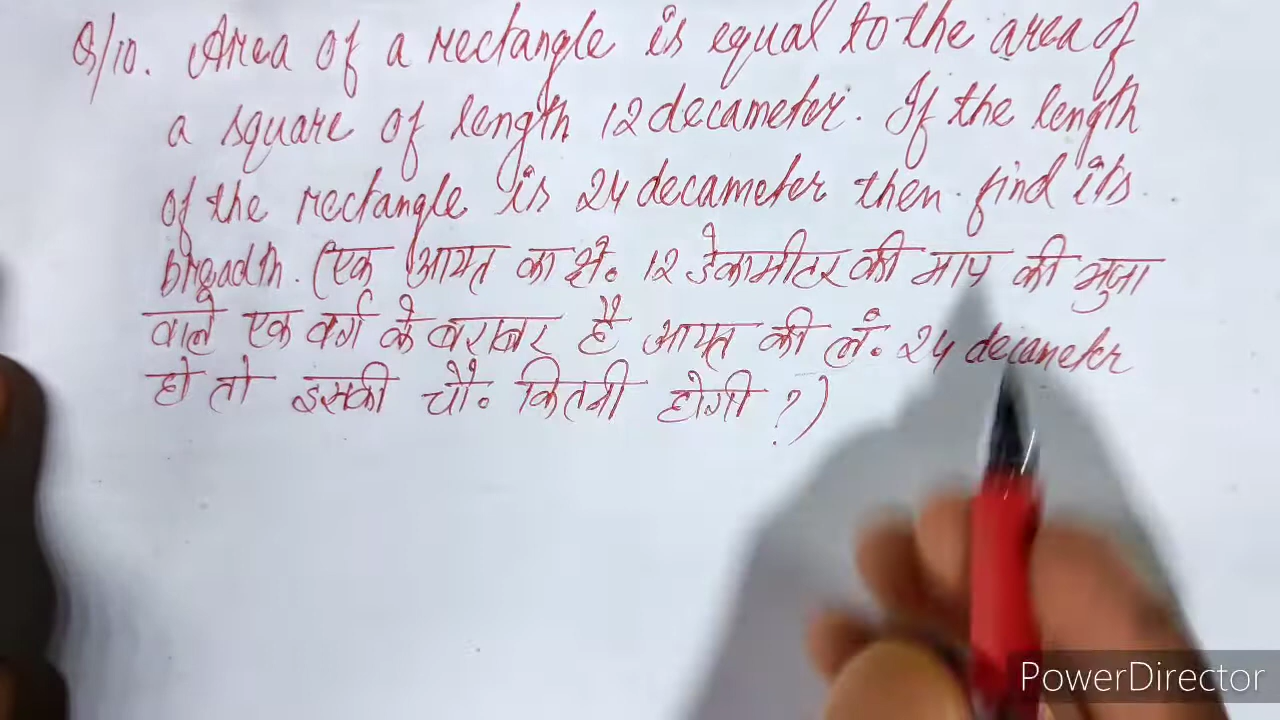 Q/10. Area of a rectangle is equal to the area of
a square of length 12 decameter. If the length
of the rectangle is 24 decameter then find its
breadth. (एक आयत का क्षे॰ 12 डेकामीटर की माप की भुजा
वाले एक वर्ग के बराबर है आयत की लं॰ 24 decameter
हो तो इसकी चौ॰ कितनी होगी ?)
PowerDirector